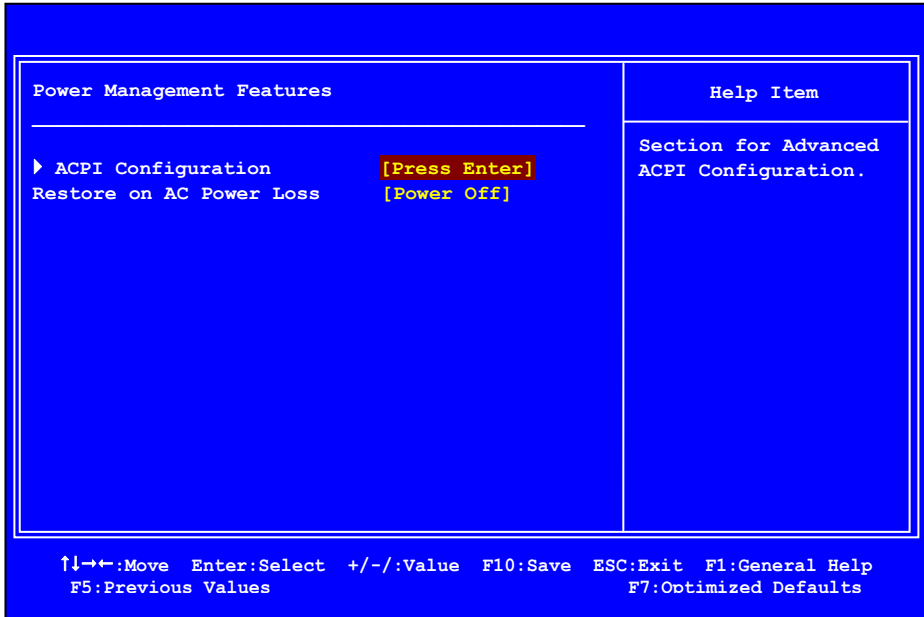 Power Management Features
Help Item
▶ ACPI Configuration [Press Enter]
Restore on AC Power Loss [Power Off]
Section for Advanced
ACPI Configuration.
↑↓→←:Move Enter:Select +/-/:Value F10:Save ESC:Exit F1:General Help
F5:Previous Values F7:Optimized Defaults